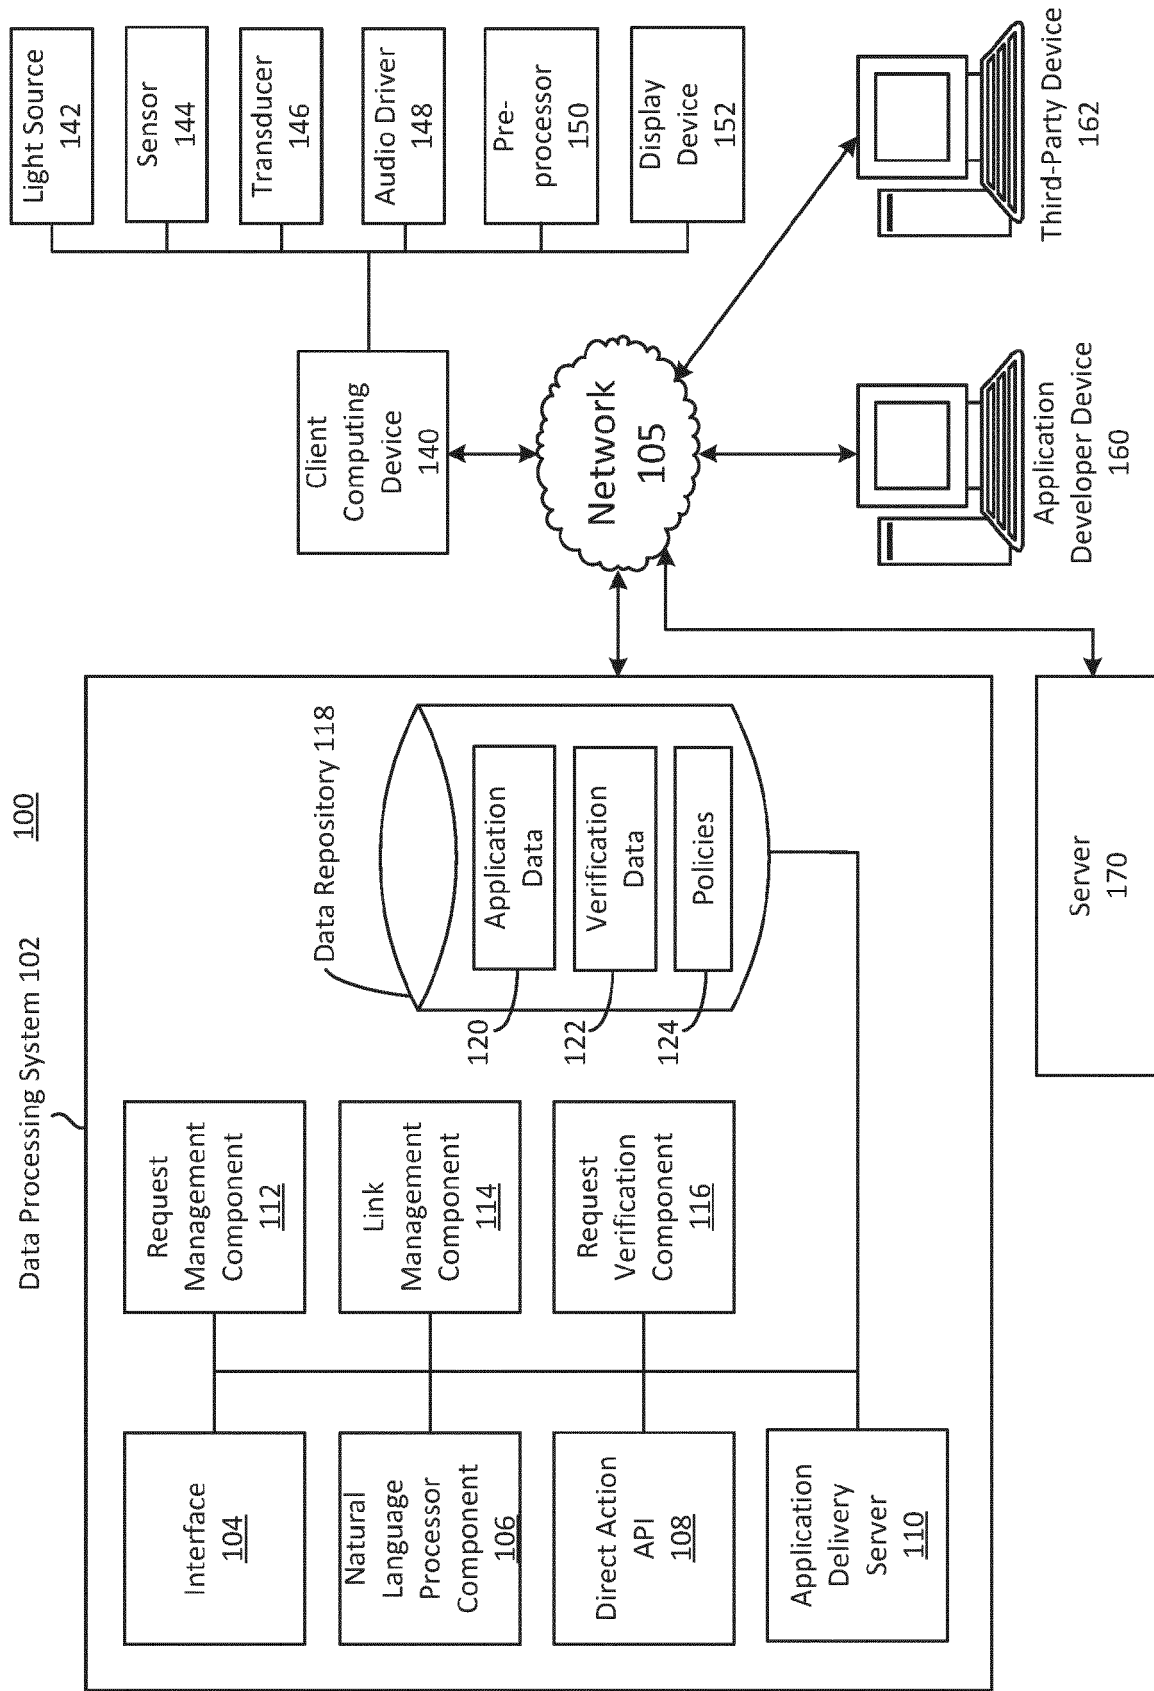 100
Data Processing System 102
Interface
104
Natural
Language
Processor
Component
106
Direct Action
API
108
Application
Delivery
Server
110
Request
Management
Component
112
Link
Management
Component
114
Request
Verification
Component
116
Data Repository 118
120
Application
Data
122
Verification
Data
124
Policies
Server
170
Network
105
Client
Computing
Device
140
Light Source
142
Sensor
144
Transducer
146
Audio Driver
148
Pre-
processor
150
Display
Device
152
Application
Developer Device
160
Third-Party Device
162